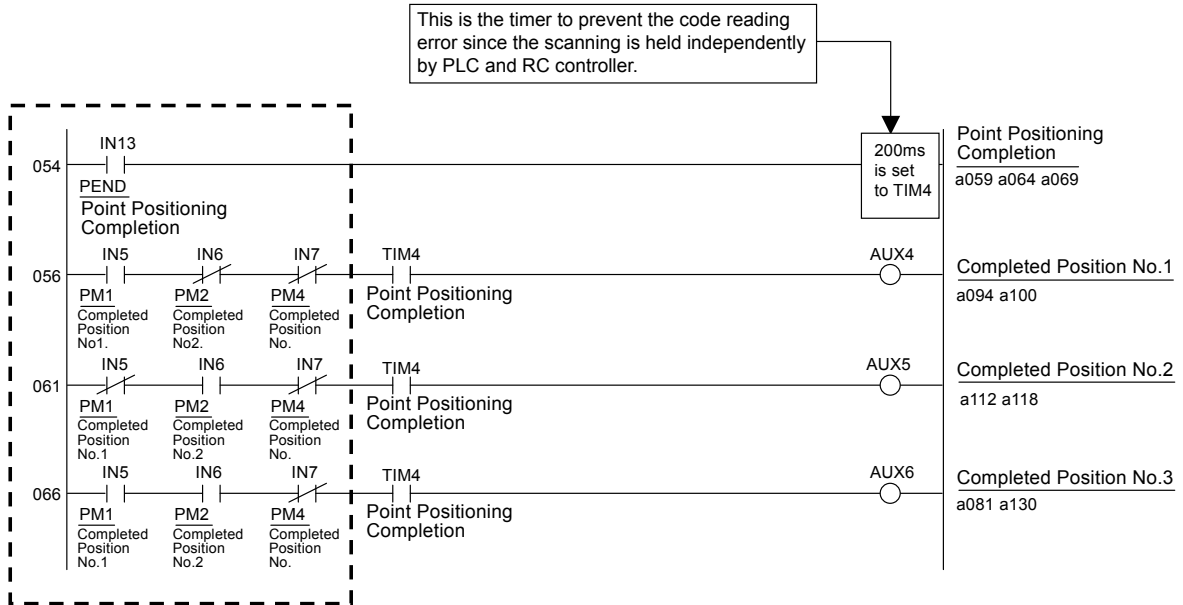 This is the timer to prevent the code reading
error since the scanning is held independently
by PLC and RC controller.
054
IN13
PEND
Point Positioning
Completion
200ms
is set
to TIM4
Point Positioning
Completion
a059 a064 a069
056
IN5
IN6
IN7
TIM4
AUX4
PM1
Completed
Position
No1.
PM2
Completed
Position
No2.
PM4
Completed
Position
No.
Point Positioning
Completion
Completed Position No.1
a094 a100
061
IN5
IN6
IN7
TIM4
AUX5
PM1
Completed
Position
No.1
PM2
Completed
Position
No.2
PM4
Completed
Position
No.
Point Positioning
Completion
Completed Position No.2
a112 a118
066
IN5
IN6
IN7
TIM4
AUX6
PM1
Completed
Position
No.1
PM2
Completed
Position
No.2
PM4
Completed
Position
No.
Point Positioning
Completion
Completed Position No.3
a081 a130